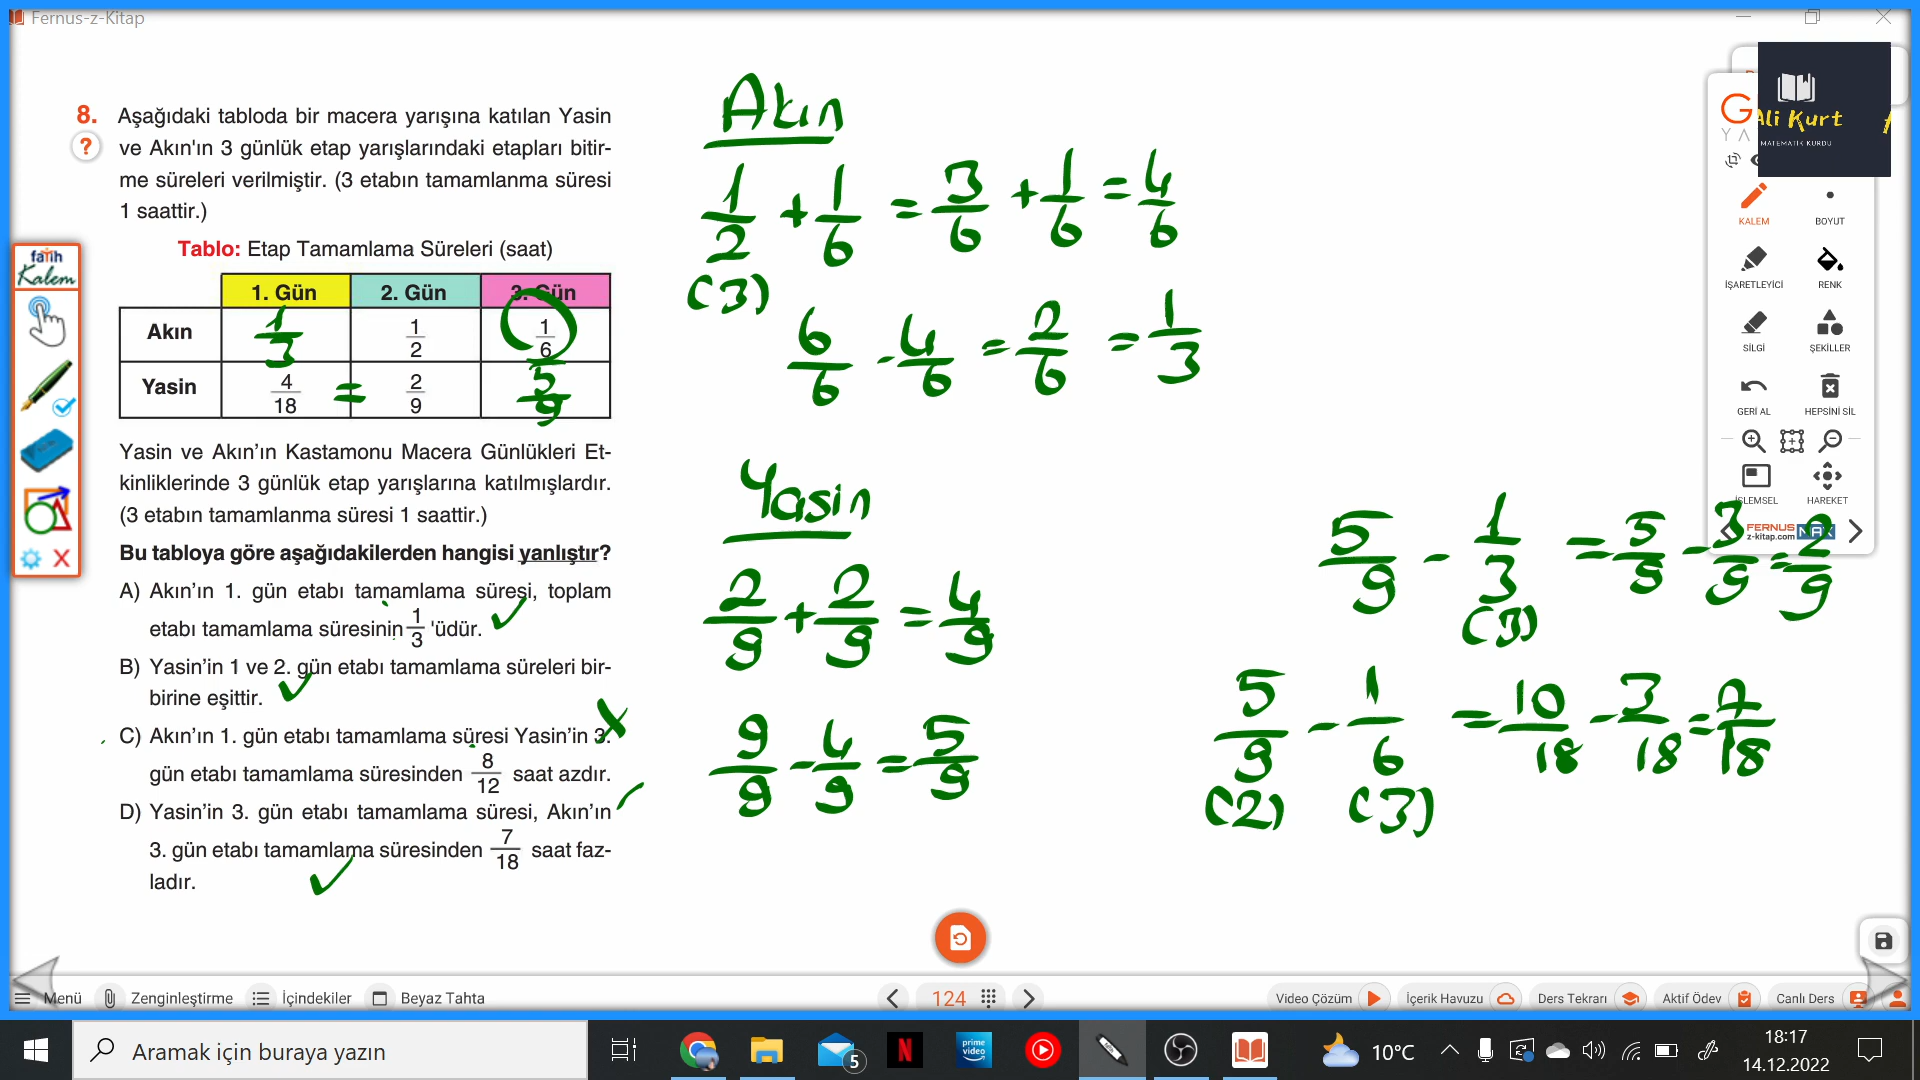 Fernus-z-Kitap
8. Aşağıdaki tabloda bir macera yarışına katılan Yasin
? ve Akın'ın 3 günlük etap yarışlarındaki etapları bitir-
me süreleri verilmiştir. (3 etabın tamamlanma süresi
1 saattir.)
Tablo: Etap Tamamlama Süreleri (saat)
1. Gün 2. Gün 3. Gün
Akın 1/3 1/2 1/6
Yasin 4/18 = 2/9 5/9
Yasin ve Akın'ın Kastamonu Macera Günlükleri Et-
kinliklerinde 3 günlük etap yarışlarına katılmışlardır.
(3 etabın tamamlanma süresi 1 saattir.)
Bu tabloya göre aşağıdakilerden hangisi yanlıştır?
A) Akın'ın 1. gün etabı tamamlama süresi, toplam
etabı tamamlama süresinin 1/3 'üdür.
B) Yasin'in 1 ve 2. gün etabı tamamlama süreleri bir-
birine eşittir.
C) Akın'ın 1. gün etabı tamamlama süresi Yasin'in 3.
gün etabı tamamlama süresinden 8/12 saat azdır.
D) Yasin'in 3. gün etabı tamamlama süresi, Akın'ın
3. gün etabı tamamlama süresinden 7/18 saat faz-
ladır.
Akın
1/2 + 1/6 = 3/6 + 1/6 = 4/6
(3)
6/6 - 4/6 = 2/6 = 1/3
Yasin
2/9 + 2/9 = 4/9
9/9 - 4/9 = 5/9
5/9 - 1/3 = 5/9 - 3/9 = 2/9
(3)
5/9 - 1/6 = 10/18 - 3/18 = 7/18
(2) (3)
fatih
Kalem
G
YA
Ali Kurt
MATEMATİK KURDU
KALEM BOYUT
İŞARETLEYİCİ RENK
SİLGİ ŞEKİLLER
GERİ AL HEPSİNİ SİL
İŞLEMSEL HAREKET
FERNUS
z-kitap.com
Menü Zenginleştirme İçindekiler Beyaz Tahta
124
Video Çözüm İçerik Havuzu Ders Tekrarı Aktif Ödev Canlı Ders
Aramak için buraya yazın
5
N
prime
video
10°C
18:17
14.12.2022